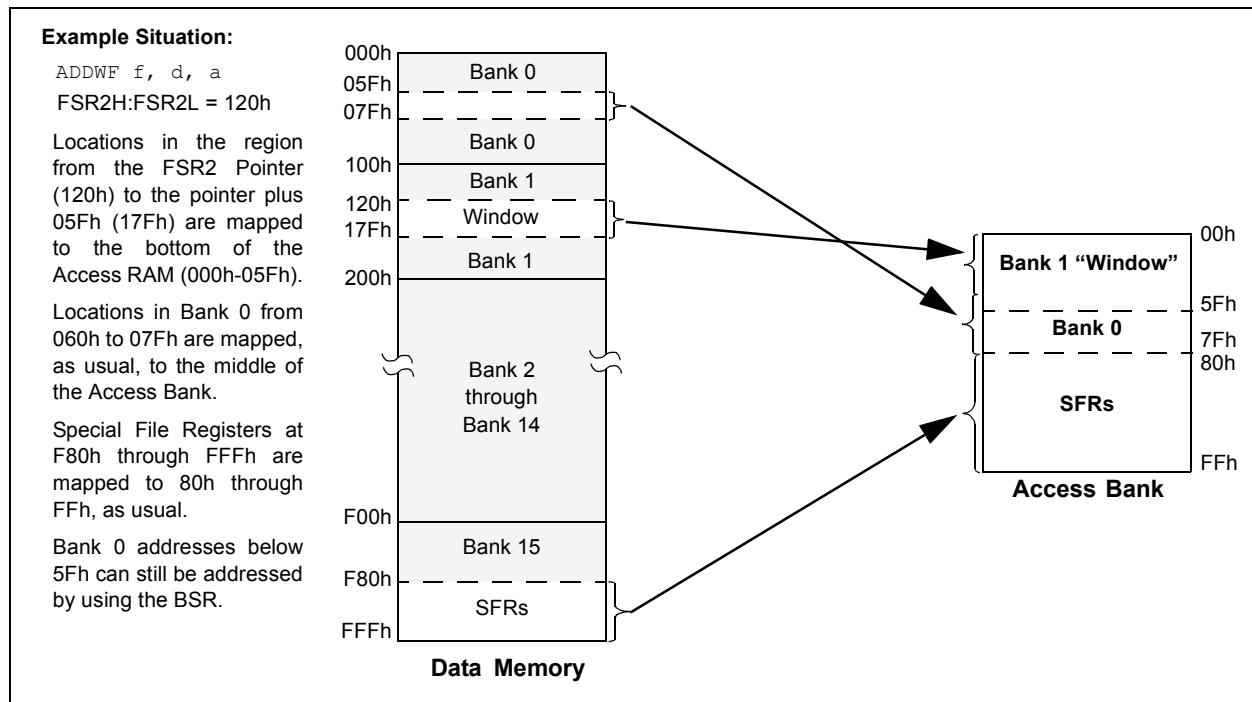 Example Situation:
ADDWF f, d, a
FSR2H:FSR2L = 120h
Locations in the region
from the FSR2 Pointer
(120h) to the pointer plus
05Fh (17Fh) are mapped
to the bottom of the
Access RAM (000h-05Fh).
Locations in Bank 0 from
060h to 07Fh are mapped,
as usual, to the middle of
the Access Bank.
Special File Registers at
F80h through FFFh are
mapped to 80h through
FFh, as usual.
Bank 0 addresses below
5Fh can still be addressed
by using the BSR.
000h
Bank 0
05Fh
07Fh
Bank 0
100h
Bank 1
120h
Window
17Fh
Bank 1
200h
Bank 2
through
Bank 14
F00h
Bank 15
F80h
SFRs
FFFh
Data Memory
00h
Bank 1 “Window”
5Fh
Bank 0
7Fh
80h
SFRs
FFh
Access Bank